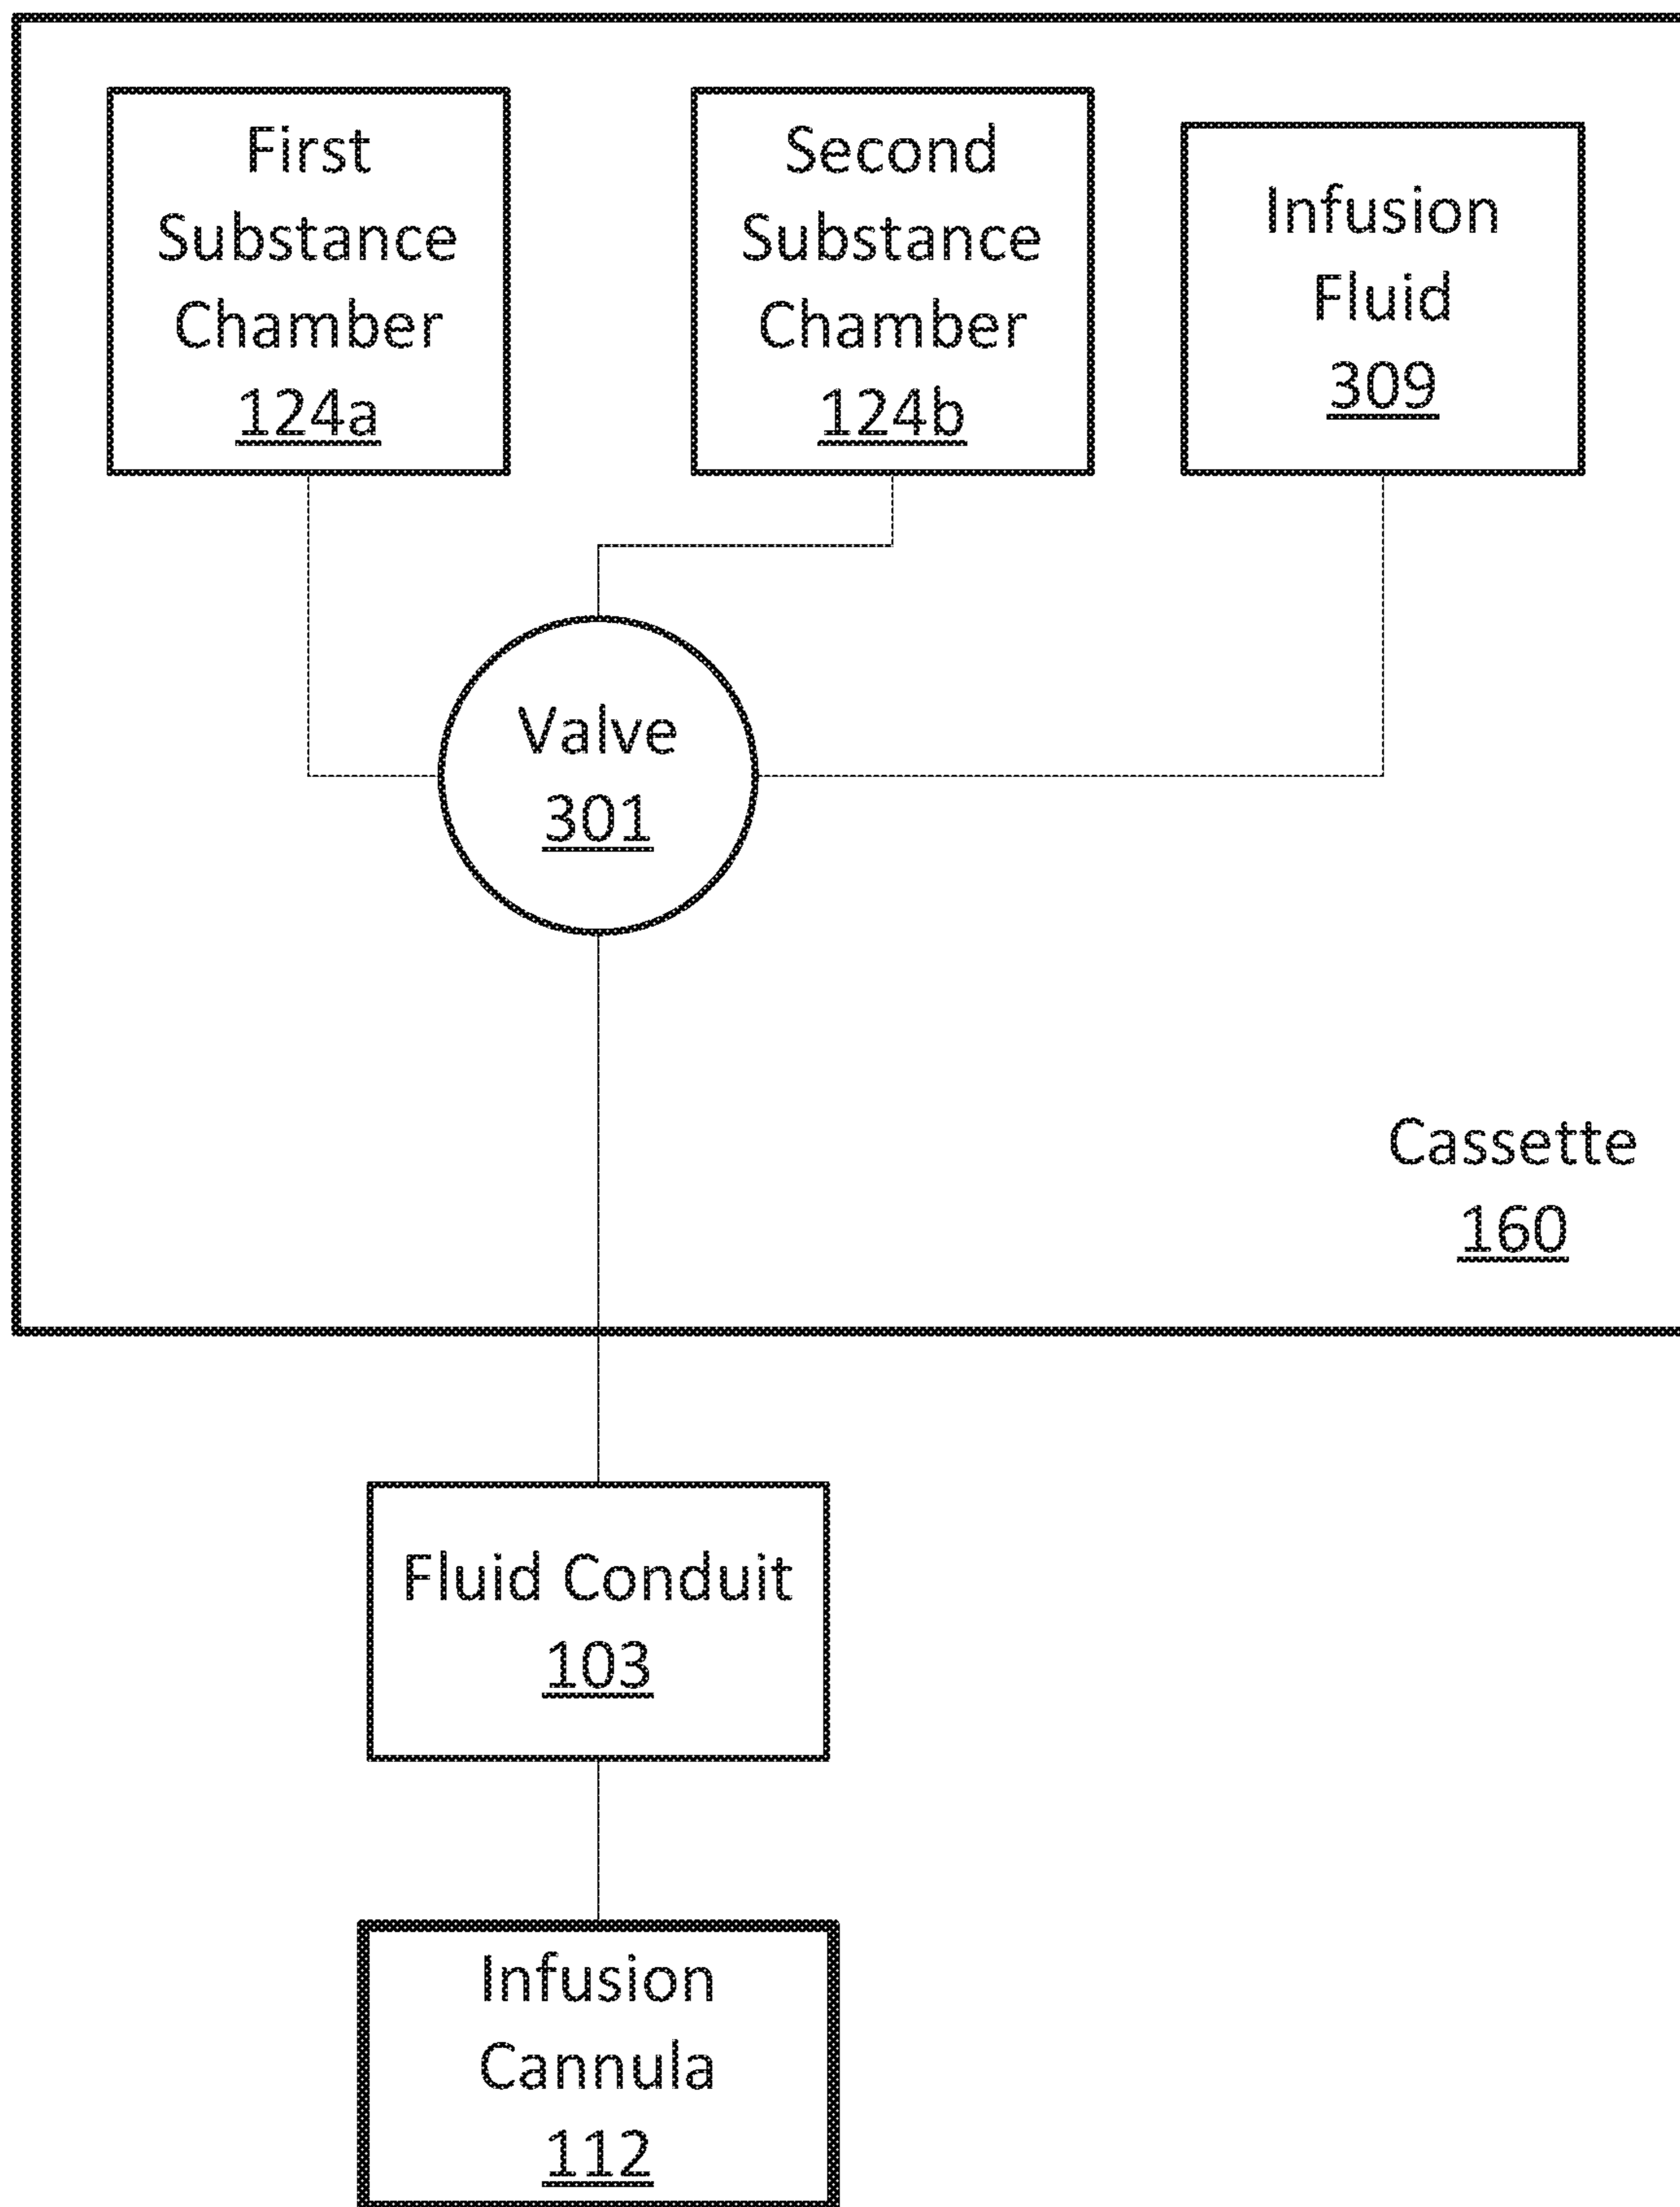 First
Substance
Chamber
124a
Second
Substance
Chamber
124b
Infusion
Fluid
309
Valve
301
Cassette
160
Fluid Conduit
103
Infusion
Cannula
112